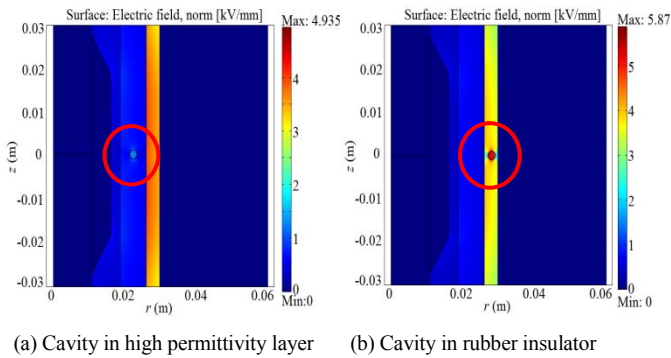 Surface: Electric field, norm [kV/mm]
Max: 4.935
0.03
0.02
0.01
0
-0.01
-0.02
-0.03
z (m)
0
0.02
0.04
0.06
r (m)
4
3
2
1
0
Min:0
(a) Cavity in high permittivity layer
Surface: Electric field, norm [kV/mm]
Max: 5.87
0.03
0.02
0.01
0
-0.01
-0.02
-0.03
z (m)
0
0.02
0.04
0.06
r (m)
5
4
3
2
1
0
Min: 0
(b) Cavity in rubber insulator